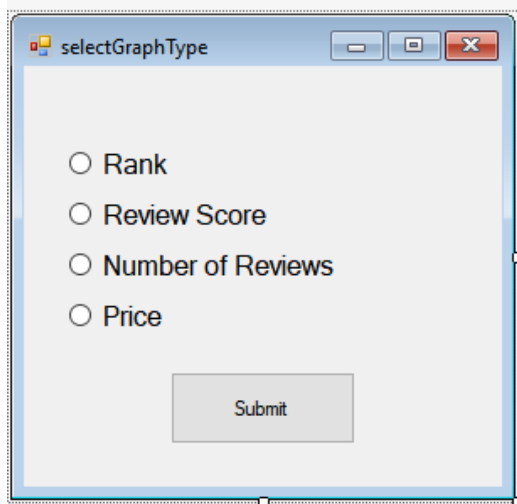 selectGraphType
Rank
Review Score
Number of Reviews
Price
Submit